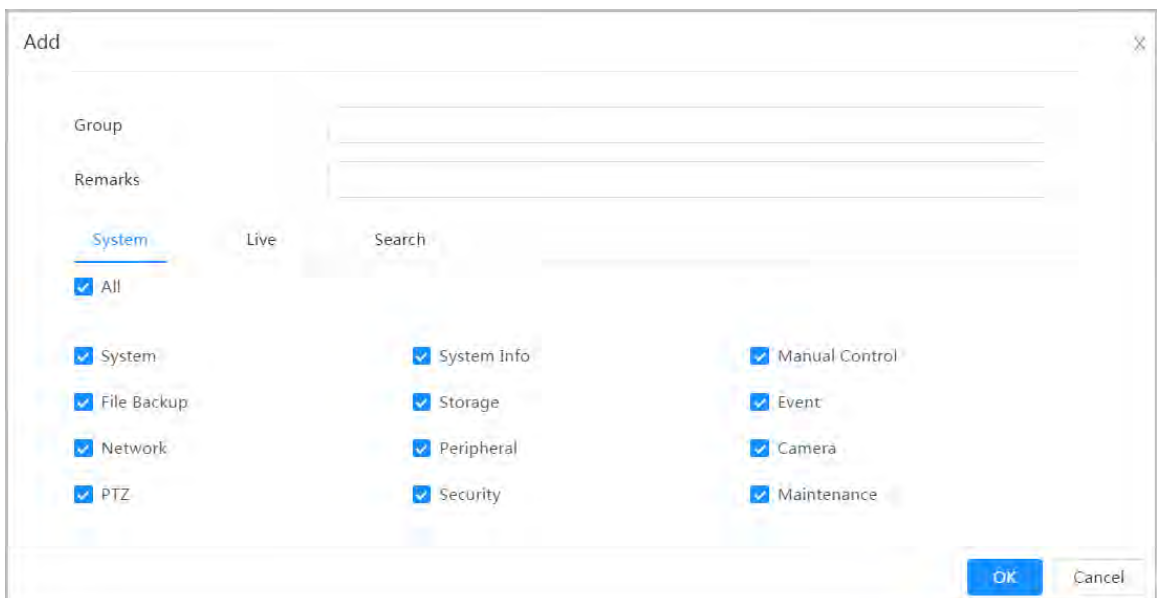 Add X
Group
Remarks
System Live Search
All
System System Info Manual Control
File Backup Storage Event
Network Peripheral Camera
PTZ Security Maintenance
OK Cancel